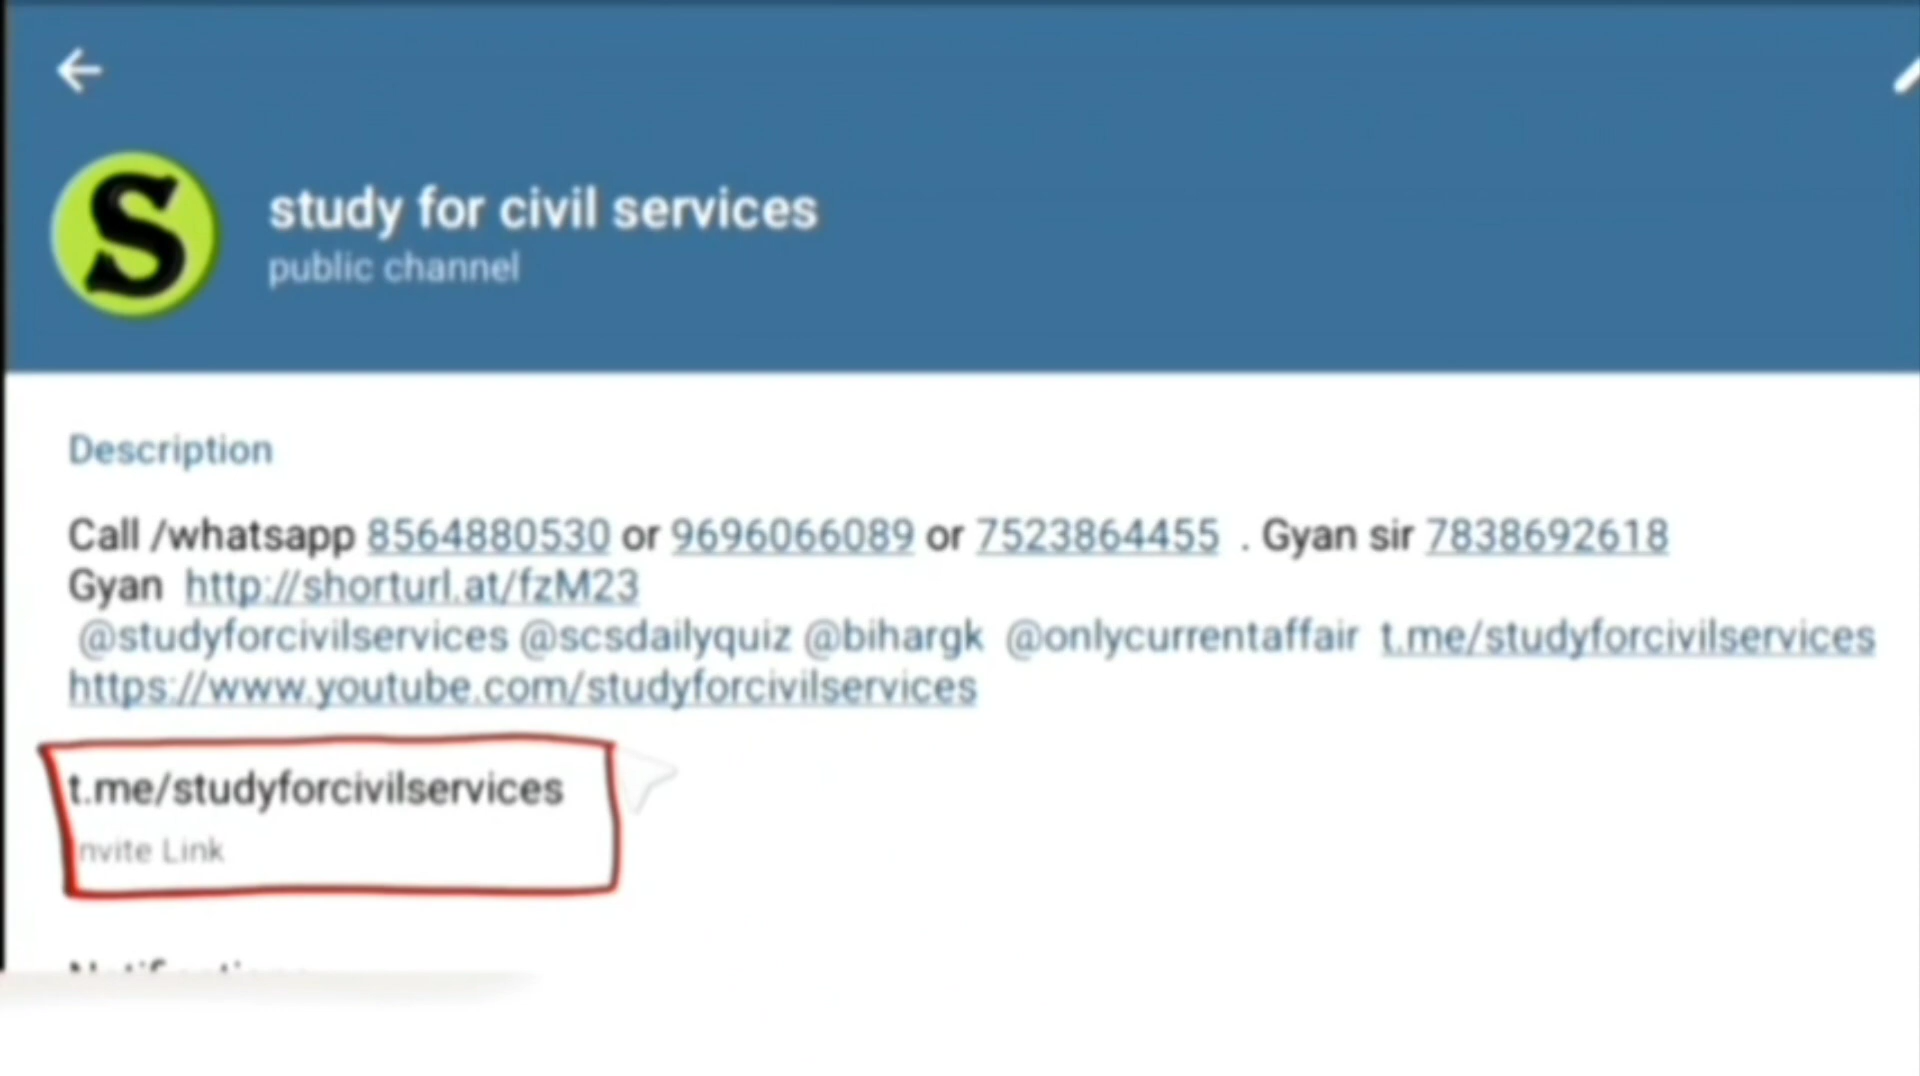 study for civil services
public channel
Description
Call /whatsapp 8564880530 or 9696066089 or 7523864455 . Gyan sir 7838692618
Gyan http://shorturl.at/fzM23
@studyforcivilservices @scsdailyquiz @bihargk @onlycurrentaffair t.me/studyforcivilservices
https://www.youtube.com/studyforcivilservices
t.me/studyforcivilservices
nvite Link